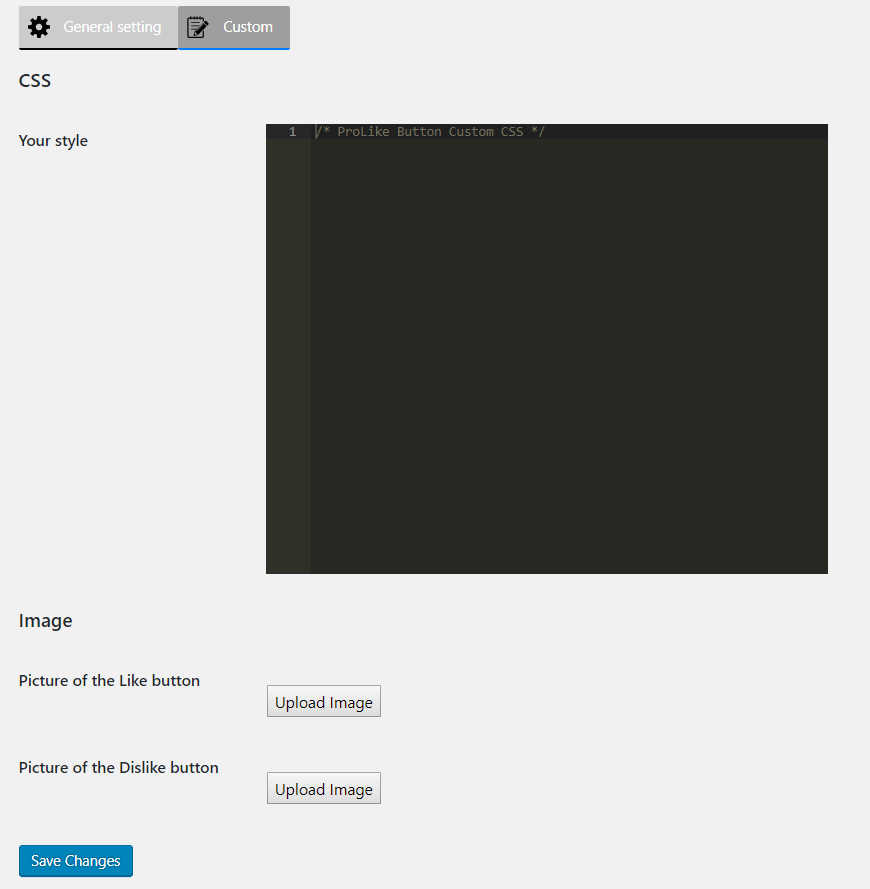 General setting Custom
CSS
Your style
1 /* ProLike Button Custom CSS */
Image
Picture of the Like button
Upload Image
Picture of the Dislike button
Upload Image
Save Changes